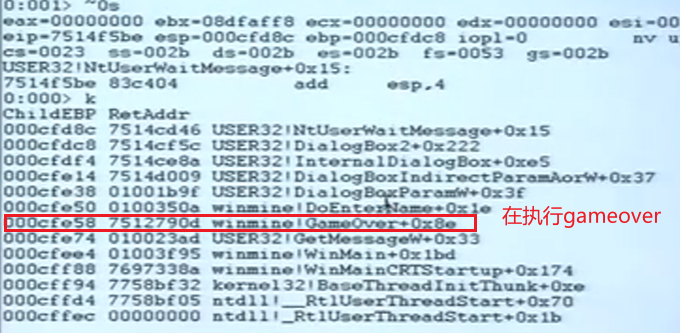 0:001> ~0s
eax=00000000 ebx=08dfaff8 ecx=00000000 edx=00000000 esi=00
eip=7514f5be esp=000cfd8c ebp=000cfdc8 iopl=0 nv u
cs=0023 ss=002b ds=002b es=002b fs=0053 gs=002b
USER32!NtUserWaitMessage+0x15:
7514f5be 83c404 add esp,4
0:000> k
ChildEBP RetAddr
000cfd8c 7514cd46 USER32!NtUserWaitMessage+0x15
000cfdc8 7514cf5c USER32!DialogBox2+0x222
000cfdf4 7514ce8a USER32!InternalDialogBox+0xe5
000cfe14 7514d009 USER32!DialogBoxIndirectParamAorW+0x37
000cfe38 01001b9f USER32!DialogBoxParamW+0x3f
000cfe50 0100350a winmine!DoEnterName+0x1e
000cfe58 7512790d winmine!GameOver+0x8e 在执行gameover
000cfe74 010023ad USER32!GetMessageW+0x33
000cfee4 01003f95 winmine!WinMain+0x1bd
000cff88 7697338a winmine!WinMainCRTStartup+0x174
000cff94 7758bf32 kernel32!BaseThreadInitThunk+0xe
000cffd4 7758bf05 ntdll!__RtlUserThreadStart+0x70
000cffec 00000000 ntdll!_RtlUserThreadStart+0x1b